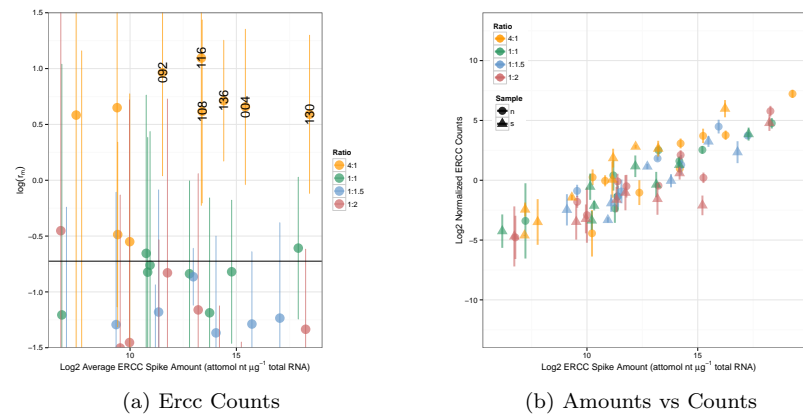 1.5
1.0
0.5
0.0
−0.5
−1.0
−1.5
log(rₘ)
092
116
108
136
004
130
10
15
Log2 Average ERCC Spike Amount (attomol nt μg⁻¹ total RNA)
Ratio
4:1
1:1
1:1.5
1:2
(a) Ercc Counts
10
5
0
−5
−10
Log2 Normalized ERCC Counts
Ratio
4:1
1:1
1:1.5
1:2
Sample
n
s
10
15
Log2 ERCC Spike Amount (attomol nt μg⁻¹ total RNA)
(b) Amounts vs Counts